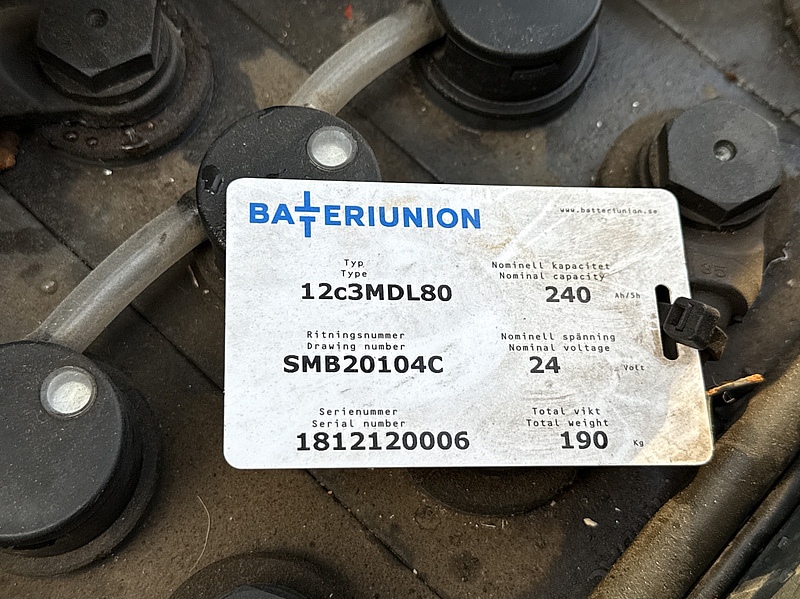 BATTERIUNION
www.batteriunion.se
Typ
Type
12c3MDL80
Nominell kapacitet
Nominal capacity
240 Ah/5h
Ritningsnummer
Drawing number
SMB20104C
Nominell spänning
Nominal voltage
24 Volt
Serienummer
Serial number
1812120006
Total vikt
Total weight
190 Kg